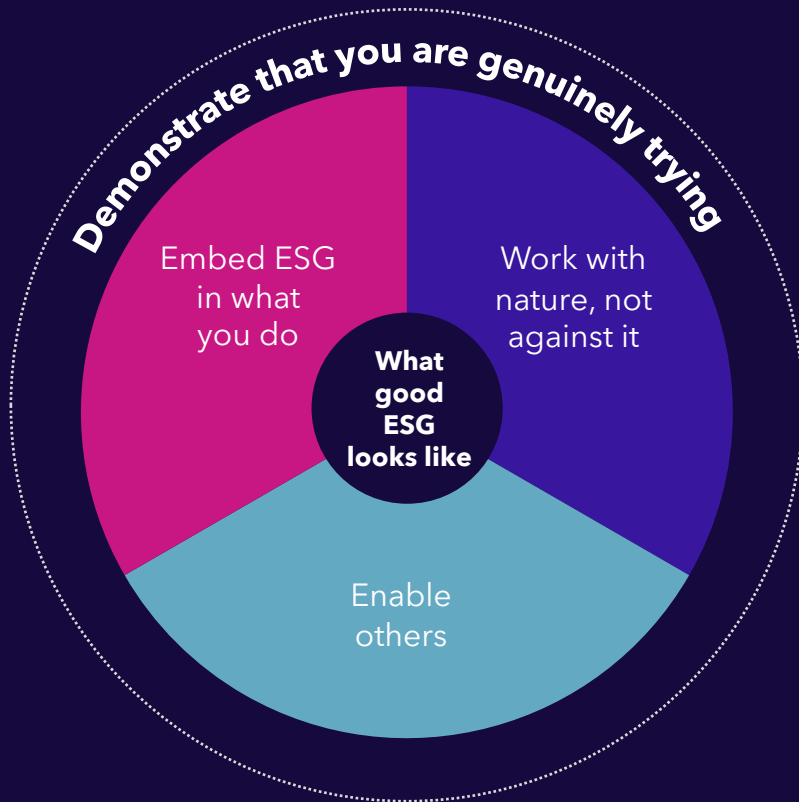 Demonstrate that you are genuinely trying
Embed ESG
in what
you do
Work with
nature, not
against it
What
good
ESG
looks like
Enable
others